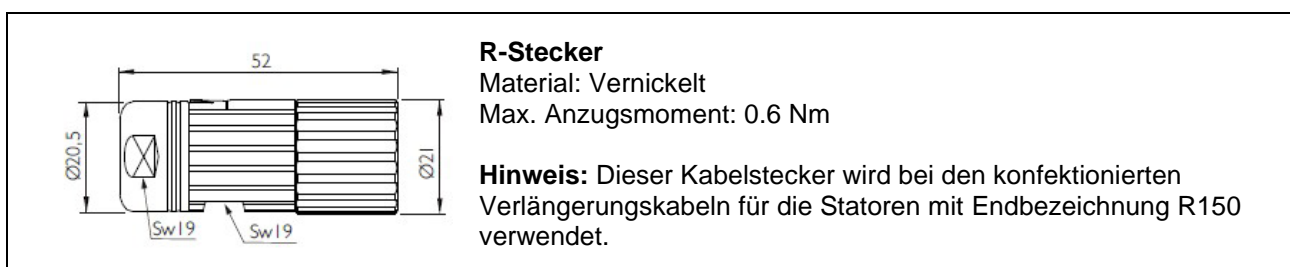 52
Ø20,5
Ø21
Sw19
Sw19
R-Stecker
Material: Vernickelt
Max. Anzugsmoment: 0.6 Nm
Hinweis: Dieser Kabelstecker wird bei den konfektionierten
Verlängerungskabeln für die Statoren mit Endbezeichnung R150
verwendet.